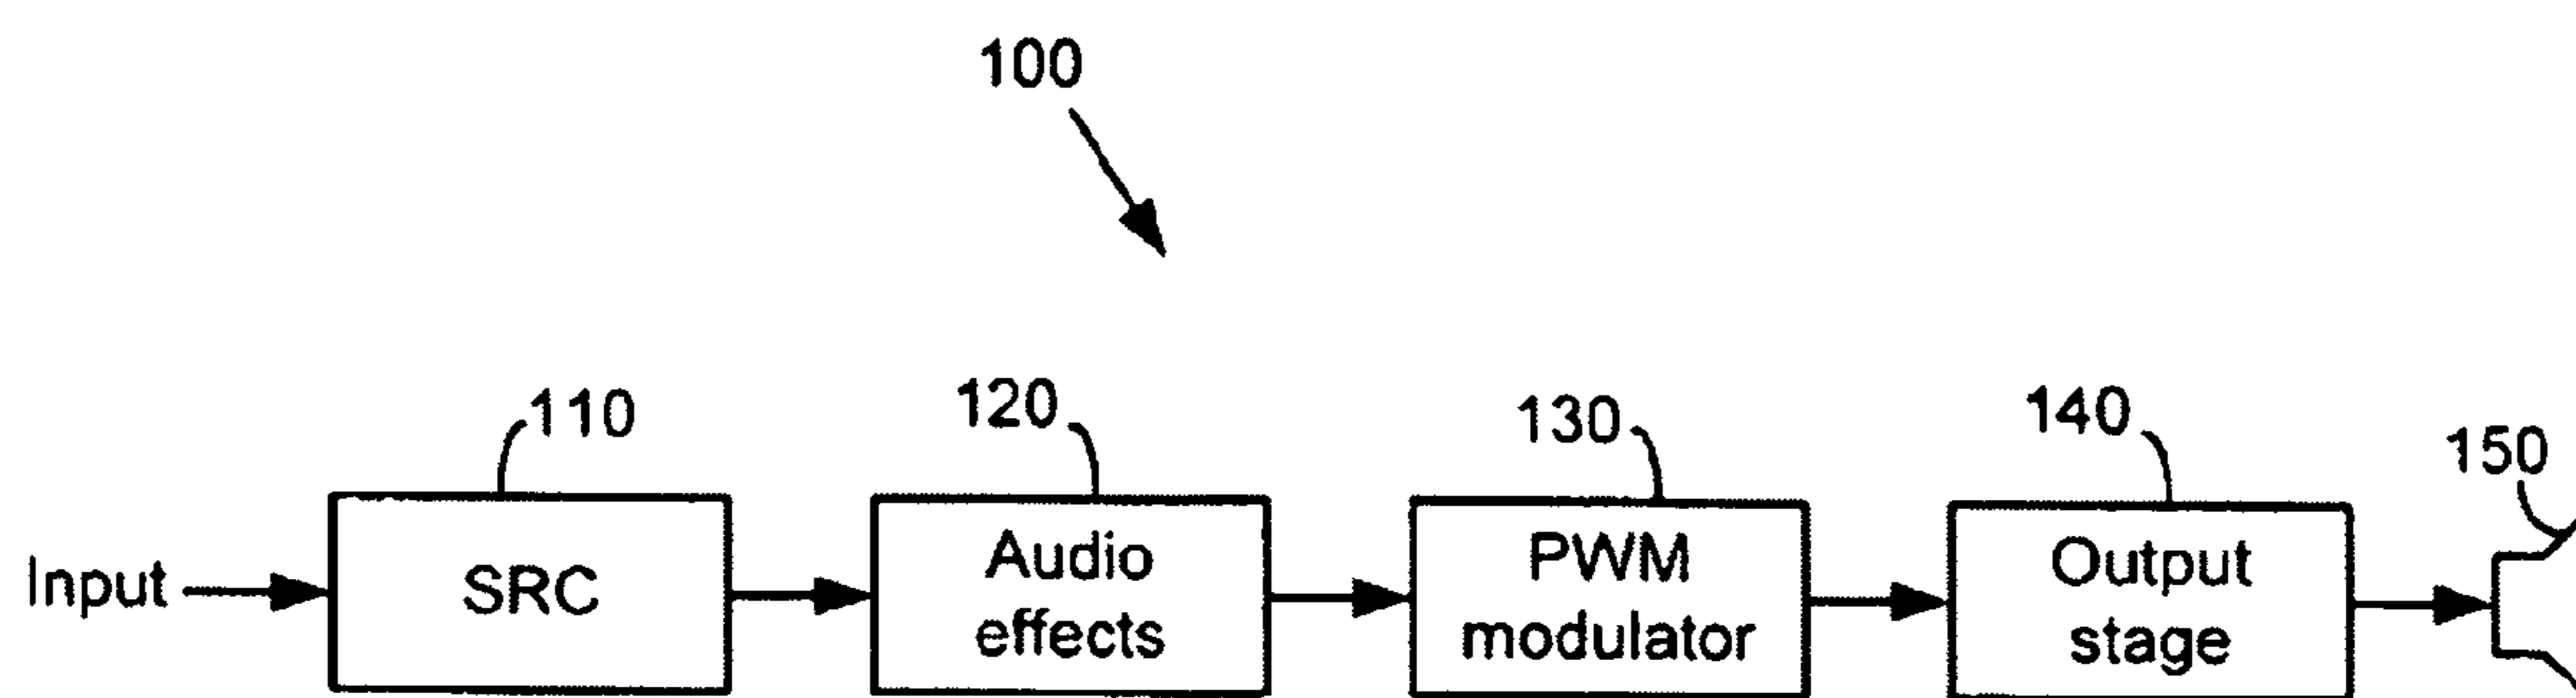 100
110
120
130
140
150
Input
SRC
Audio
effects
PWM
modulator
Output
stage